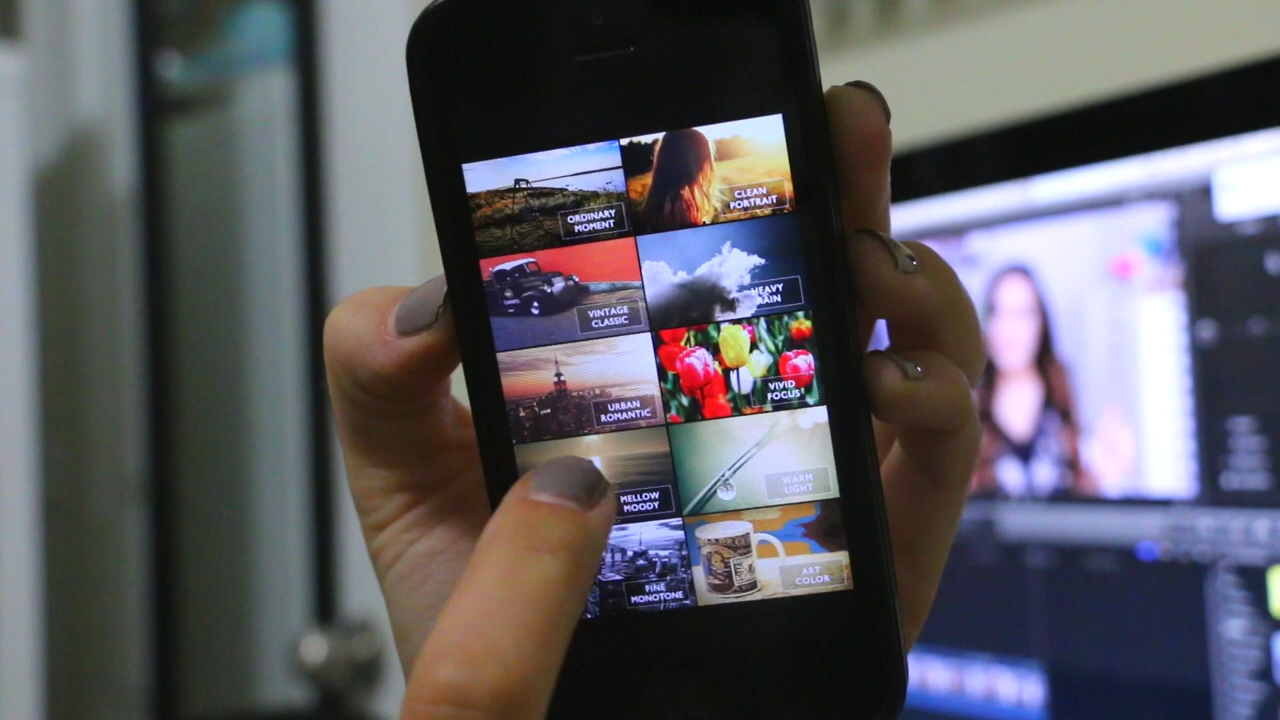 ORDINARY
MOMENT
CLEAN
PORTRAIT
VINTAGE
CLASSIC
HEAVY
RAIN
URBAN
ROMANTIC
VIVID
FOCUS
MELLOW
MOODY
WARM
LIGHT
FINE
MONOTONE
ART
COLOR